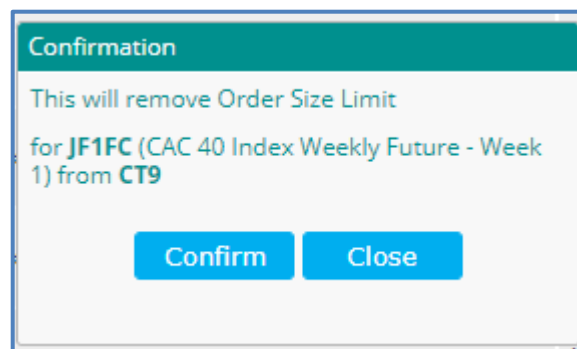 Confirmation
This will remove Order Size Limit
for JF1FC (CAC 40 Index Weekly Future - Week
1) from CT9
Confirm Close